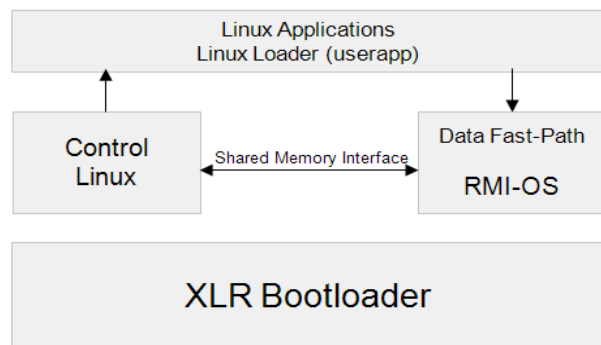 Linux Applications
Linux Loader (userapp)
Control
Linux
Shared Memory Interface
Data Fast-Path
RMI-OS
XLR Bootloader